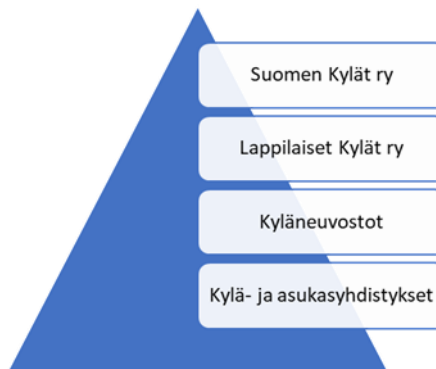 Suomen Kylät ry
Lappilaiset Kylät ry
Kyläneuvostot
Kylä- ja asukasyhdistykset